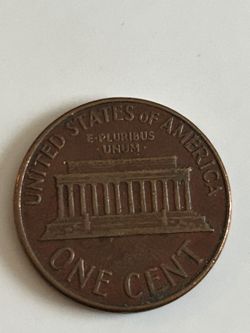 UNITED STATES OF AMERICA
E·PLURIBUS
·UNUM·
ONE CENT